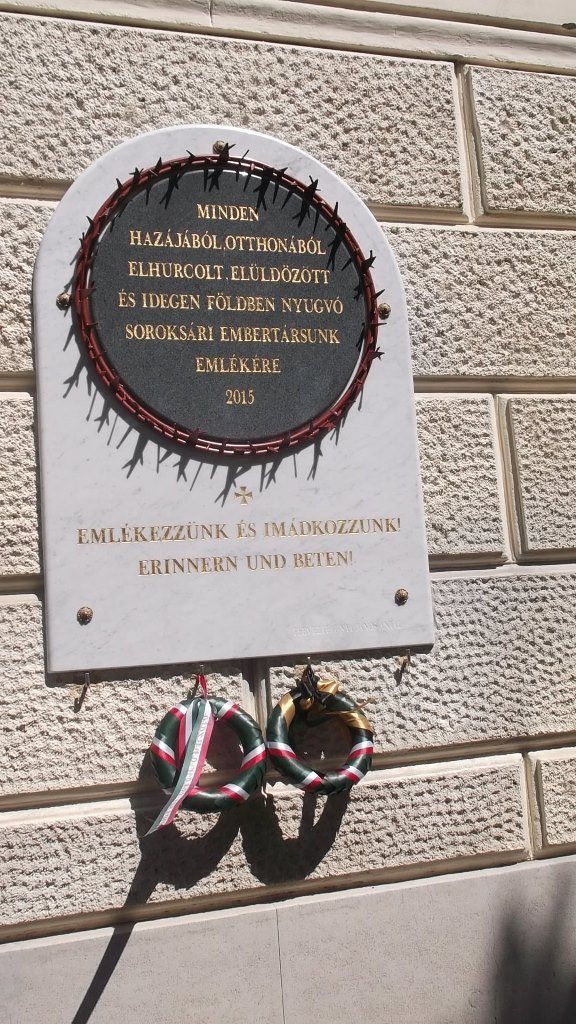 MINDEN
HAZÁJÁBÓL, OTTHONÁBÓL
ELHURCOLT, ELÜLDÖZÖTT
ÉS IDEGEN FÖLDBEN NYUGVÓ
SOROKSÁRI EMBERTÁRSUNK
EMLÉKÉRE
2015
EMLÉKEZZÜNK ÉS IMÁDKOZZUNK!
ERINNERN UND BETEN!